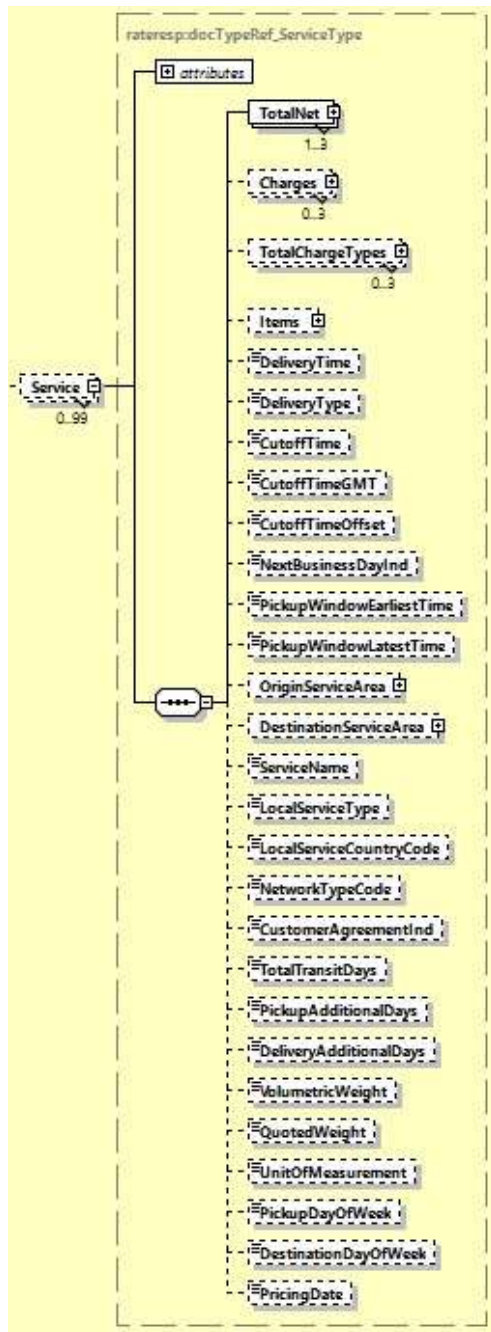 rateresp:docTypeRef_ServiceType
attributes
TotalNet
1..3
Charges
0..3
TotalChargeTypes
0..3
Items
DeliveryTime
Service
0..99
DeliveryType
CutoffTime
CutoffTimeGMT
CutoffTimeOffset
NextBusinessDayInd
PickupWindowEarliestTime
PickupWindowLatestTime
OriginServiceArea
DestinationServiceArea
ServiceName
LocalServiceType
LocalServiceCountryCode
NetworkTypeCode
CustomerAgreementInd
TotalTransitDays
PickupAdditionalDays
DeliveryAdditionalDays
VolumetricWeight
QuotedWeight
UnitOfMeasurement
PickupDayOfWeek
DestinationDayOfWeek
PricingDate